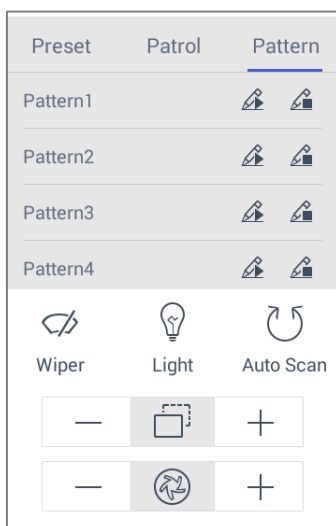 Preset Patrol Pattern
Pattern1
Pattern2
Pattern3
Pattern4
Wiper Light Auto Scan